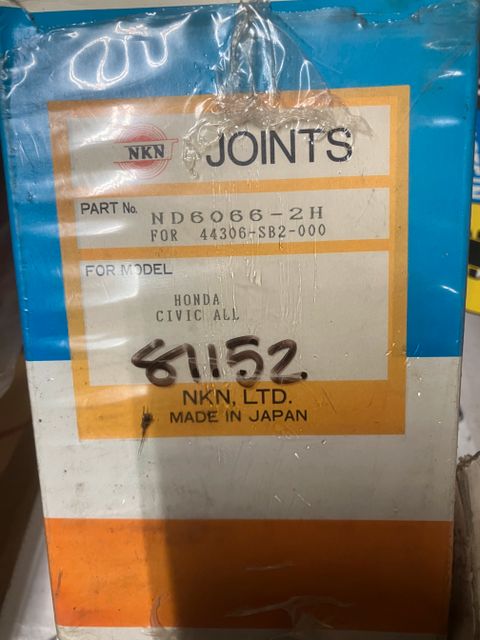 NKN JOINTS
PART No. ND6066-2H
FOR 44306-SB2-000
FOR MODEL
HONDA
CIVIC ALL
81152
NKN, LTD.
MADE IN JAPAN